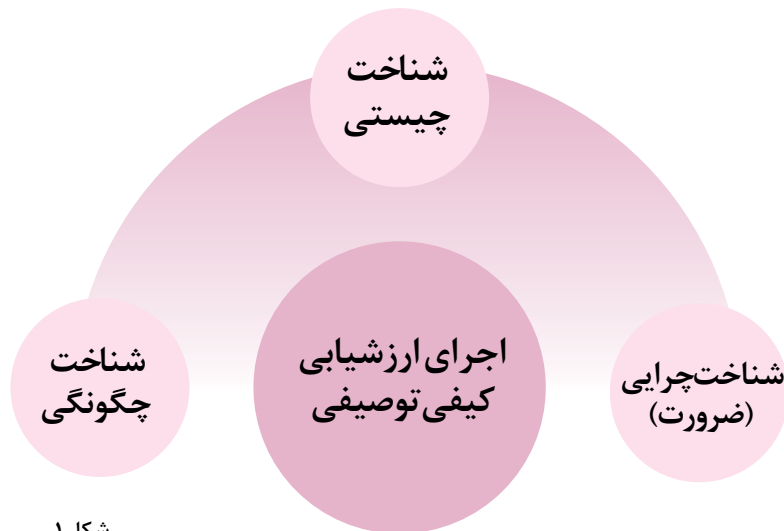 شناخت
چیستی
شناخت‌چرایی
(ضرورت)
اجرای ارزشیابی
کیفی توصیفی
شناخت
چگونگی